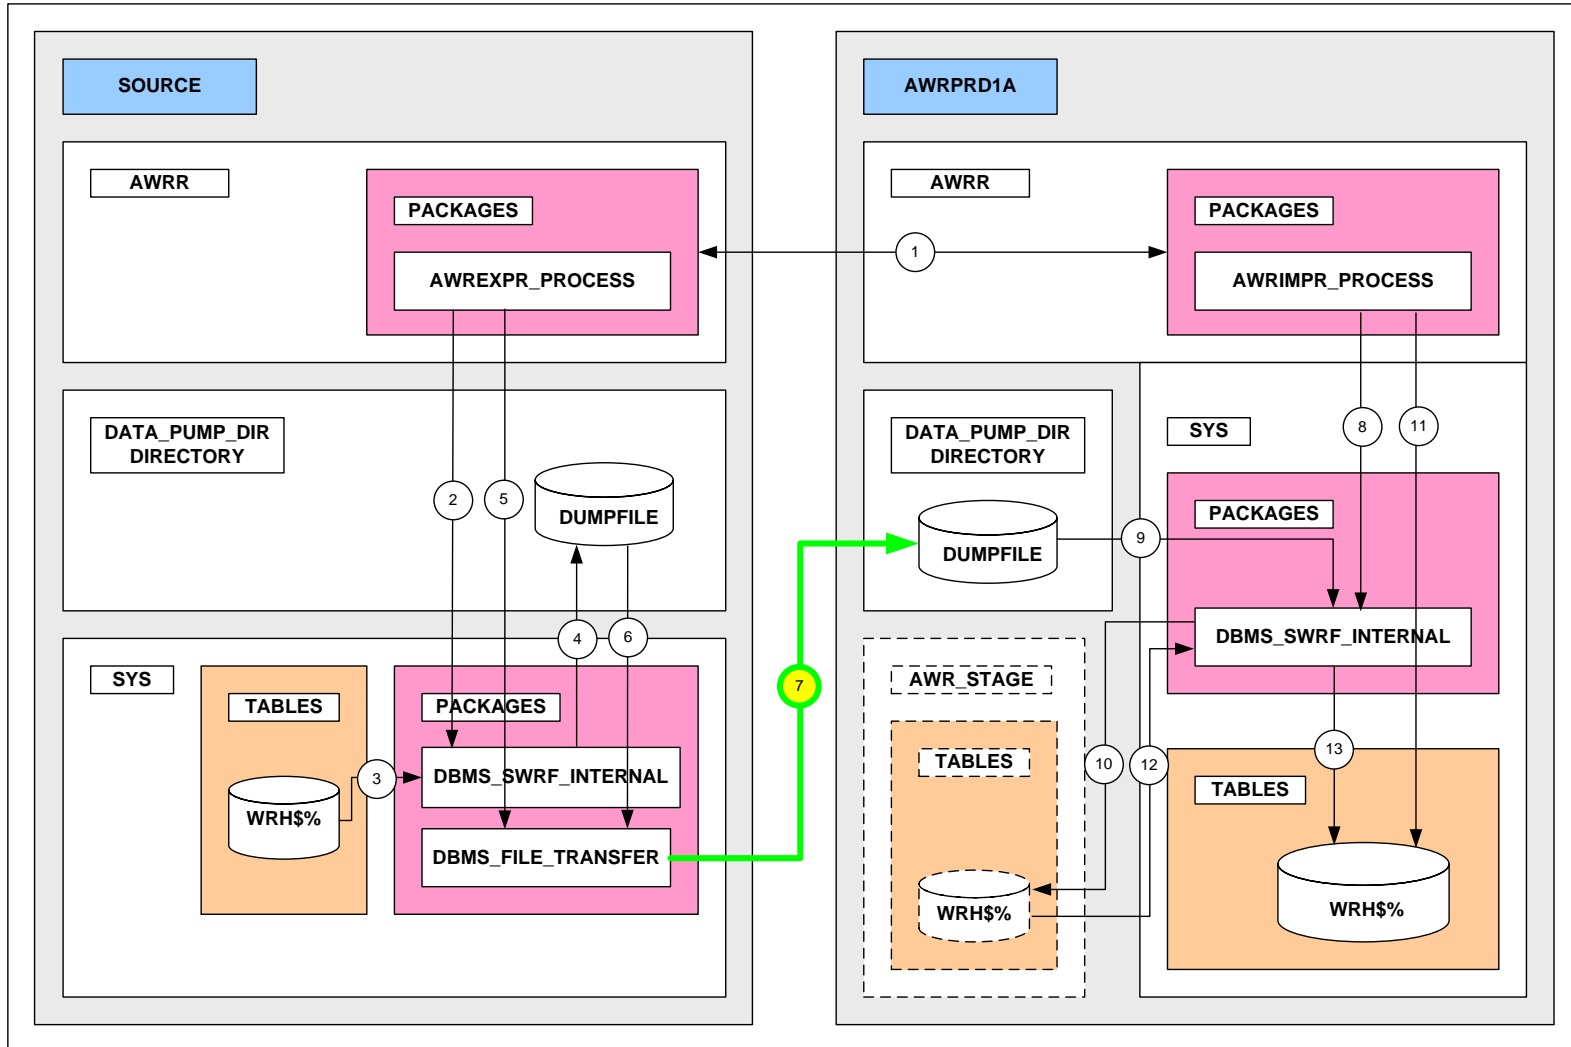 SOURCE
AWRR
PACKAGES
AWREXPR_PROCESS
DATA_PUMP_DIR
DIRECTORY
2
5
DUMPFILE
4
6
SYS
TABLES
PACKAGES
3
DBMS_SWRF_INTERNAL
WRH$%
DBMS_FILE_TRANSFER
1
7
AWRPRD1A
AWRR
PACKAGES
AWRIMPR_PROCESS
DATA_PUMP_DIR
DIRECTORY
8
11
SYS
DUMPFILE
9
PACKAGES
DBMS_SWRF_INTERNAL
AWR_STAGE
TABLES
10
12
13
TABLES
WRH$%
WRH$%